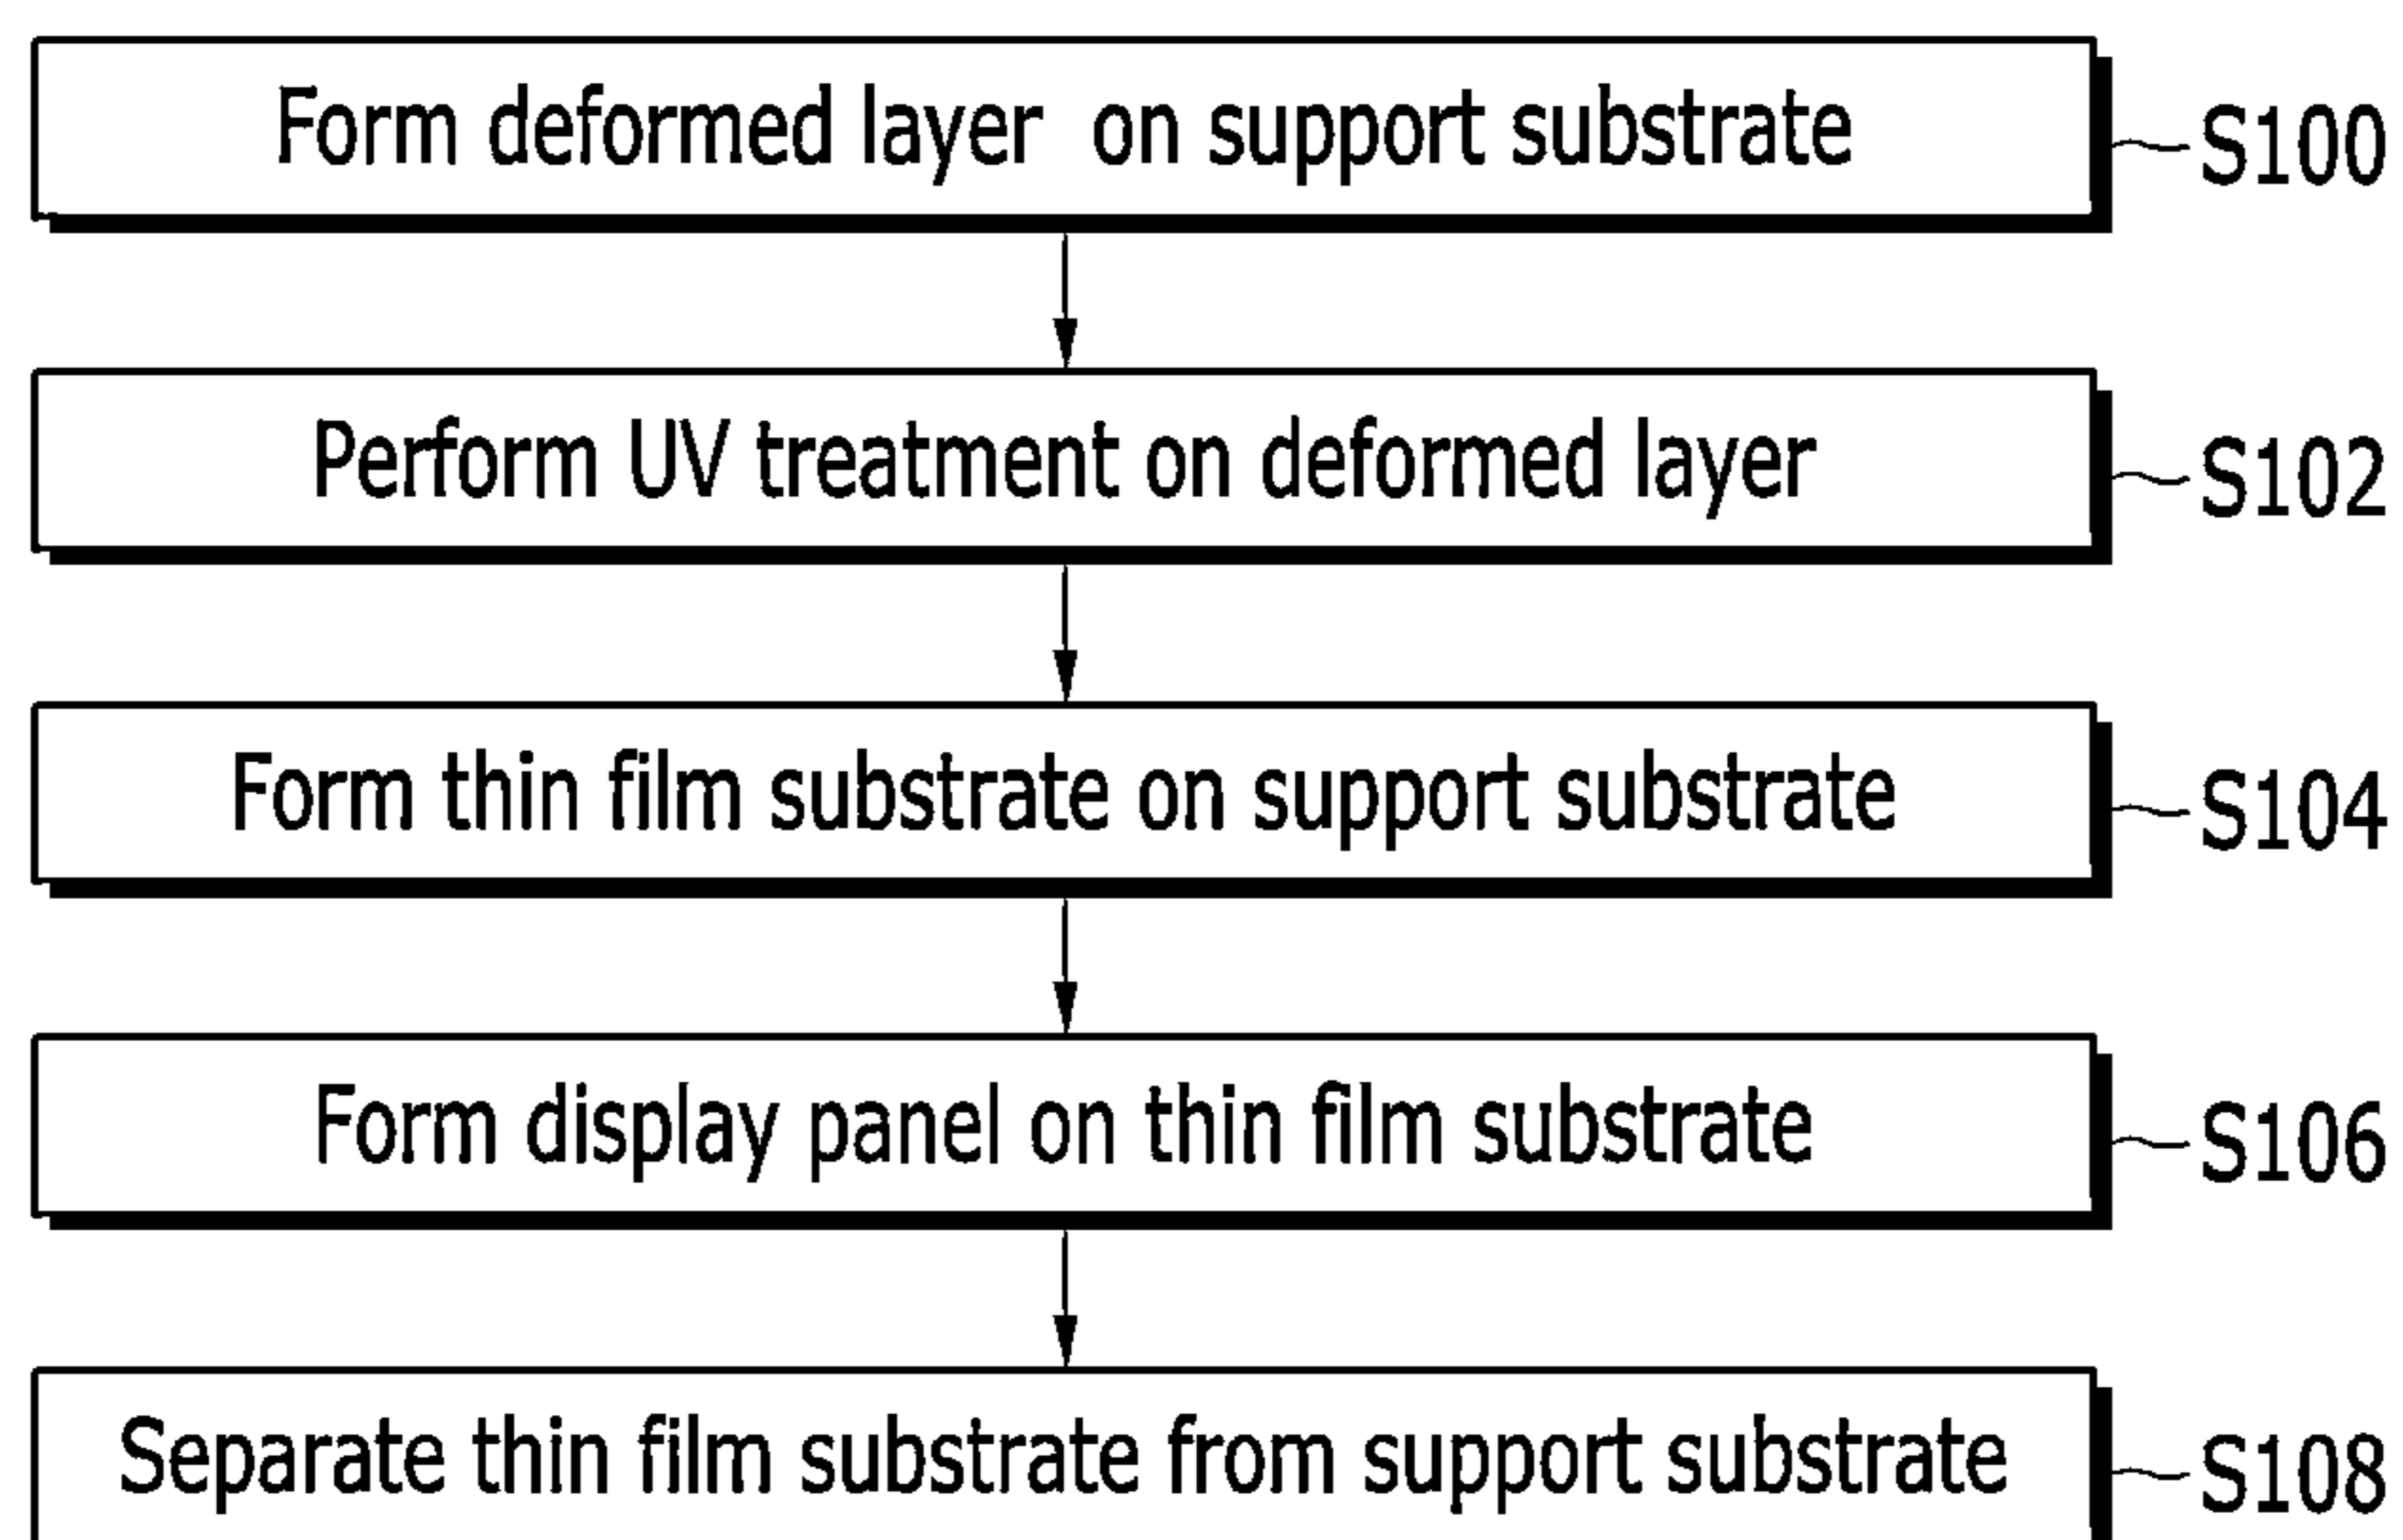 Form deformed layer on support substrate
S100
Perform UV treatment on deformed layer
S102
Form thin film substrate on support substrate
S104
Form display panel on thin film substrate
S106
Separate thin film substrate from support substrate
S108